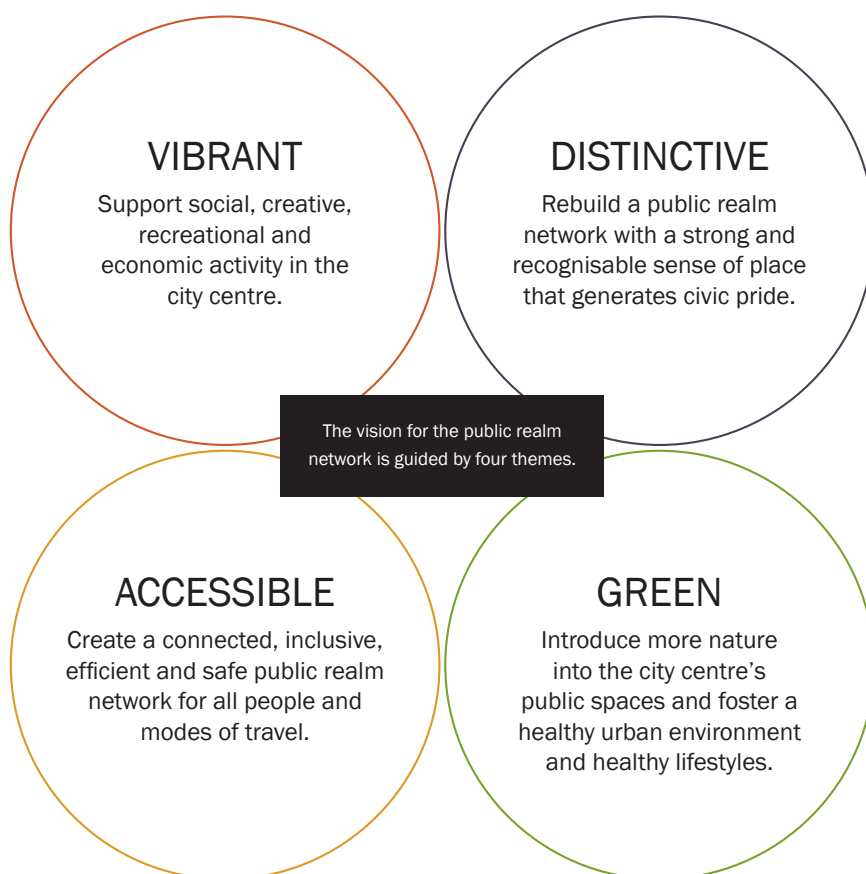 VIBRANT
Support social, creative,
recreational and
economic activity in the
city centre.
DISTINCTIVE
Rebuild a public realm
network with a strong and
recognisable sense of place
that generates civic pride.
The vision for the public realm
network is guided by four themes.
ACCESSIBLE
Create a connected, inclusive,
efficient and safe public realm
network for all people and
modes of travel.
GREEN
Introduce more nature
into the city centre’s
public spaces and foster a
healthy urban environment
and healthy lifestyles.